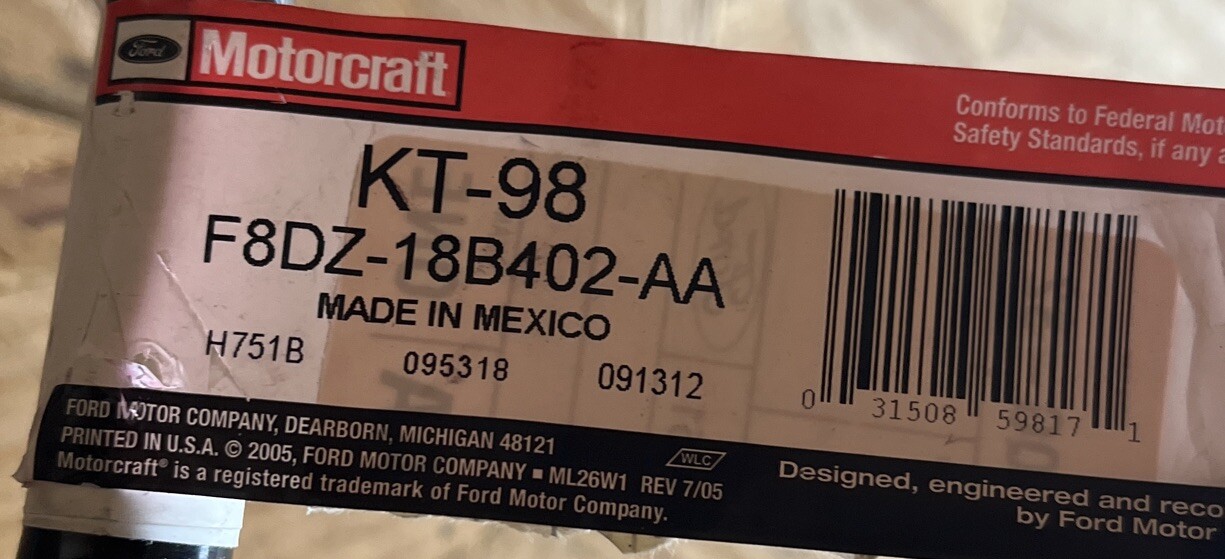 Ford Motorcraft
Conforms to Federal Mot
Safety Standards, if any a
KT-98
F8DZ-18B402-AA
MADE IN MEXICO
H751B 095318 091312
0 31508 59817 1
FORD MOTOR COMPANY, DEARBORN, MICHIGAN 48121
PRINTED IN U.S.A. © 2005, FORD MOTOR COMPANY ■ ML26W1 REV 7/05
WLC
Motorcraft® is a registered trademark of Ford Motor Company.
Designed, engineered and reco
by Ford Motor